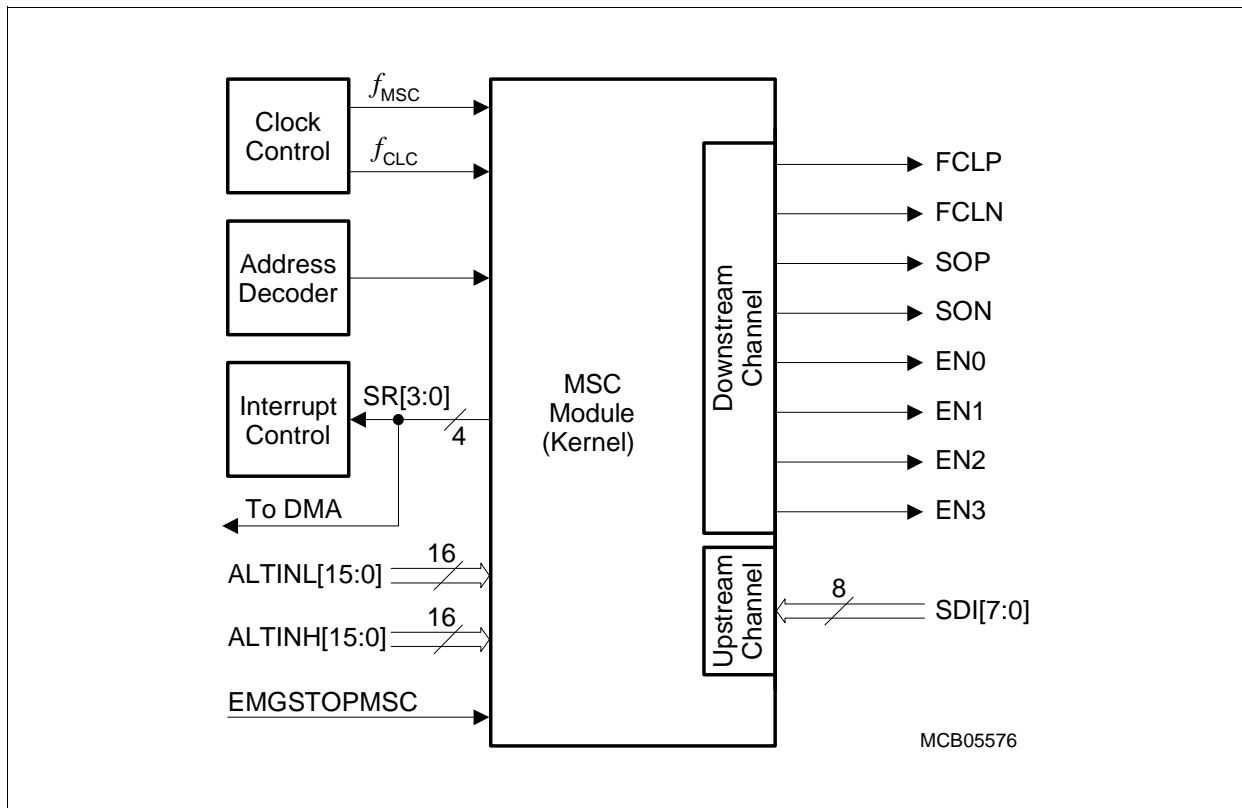 Clock
Control
fMSC
fCLC
Address
Decoder
Interrupt
Control
SR[3:0]
4
To DMA
ALTINL[15:0]
16
ALTINH[15:0]
16
EMGSTOPMSC
MSC
Module
(Kernel)
Downstream
Channel
Upstream
Channel
FCLP
FCLN
SOP
SON
EN0
EN1
EN2
EN3
8
SDI[7:0]
MCB05576